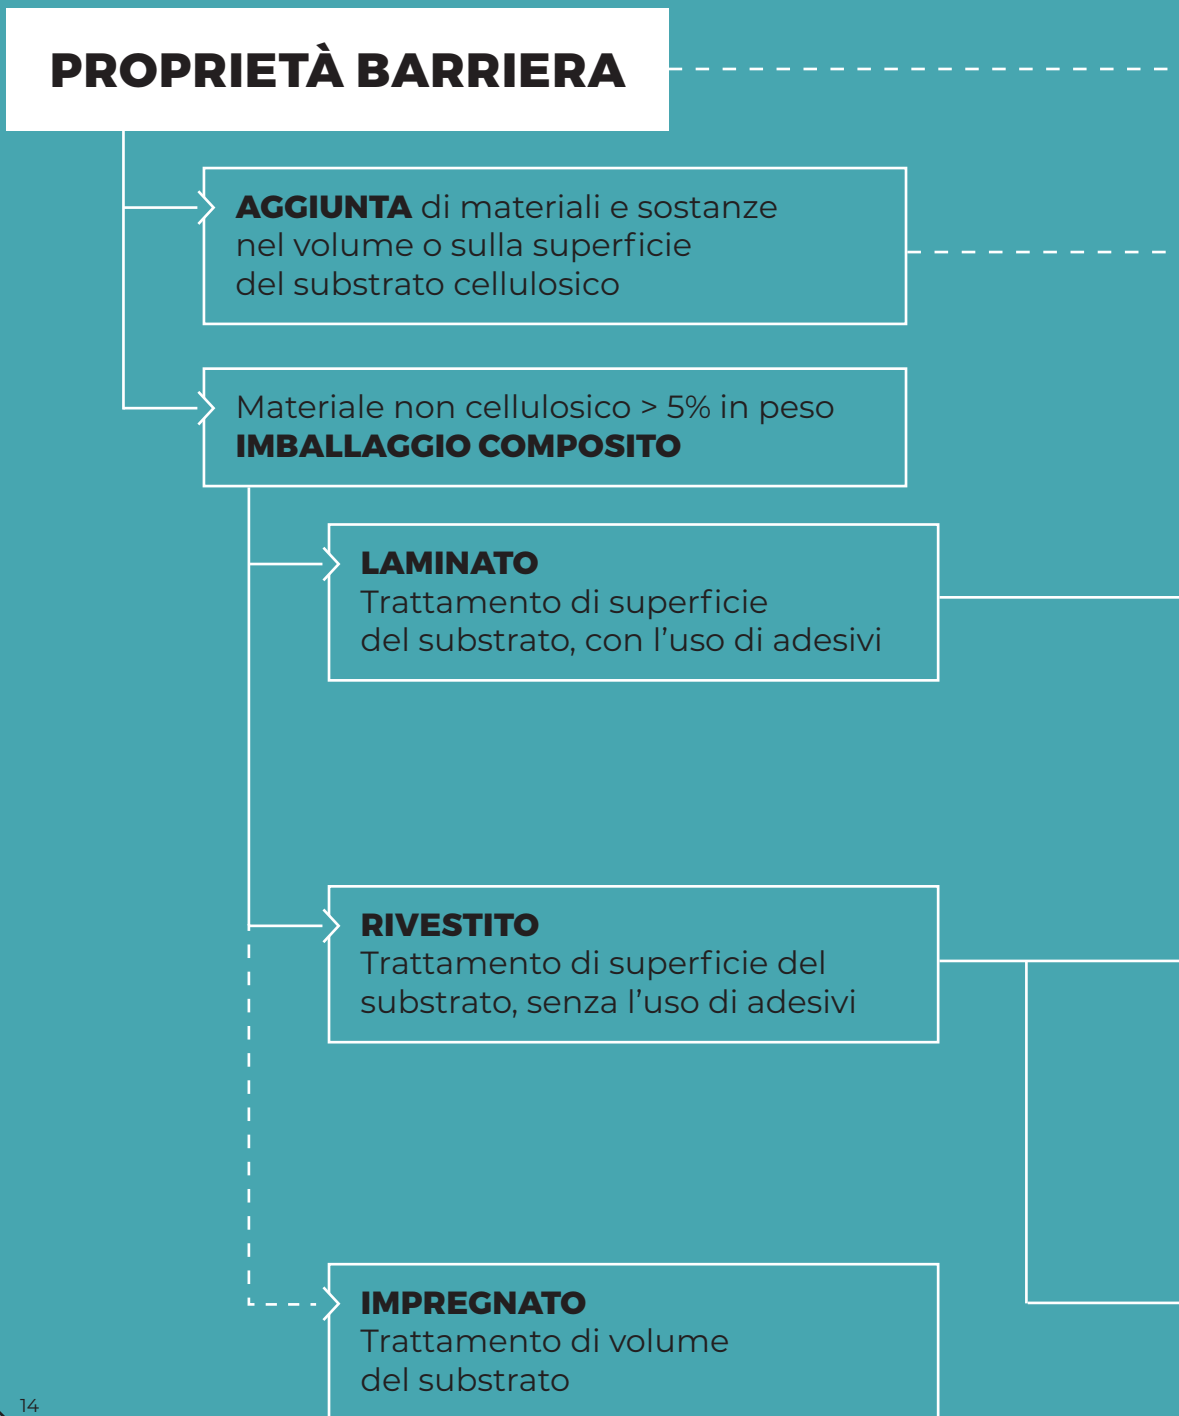 PROPRIETÀ BARRIERA
AGGIUNTA di materiali e sostanze
nel volume o sulla superficie
del substrato cellulosico
Materiale non cellulosico > 5% in peso
IMBALLAGGIO COMPOSITO
LAMINATO
Trattamento di superficie
del substrato, con l’uso di adesivi
RIVESTITO
Trattamento di superficie del
substrato, senza l’uso di adesivi
IMPREGNATO
Trattamento di volume
del substrato
14